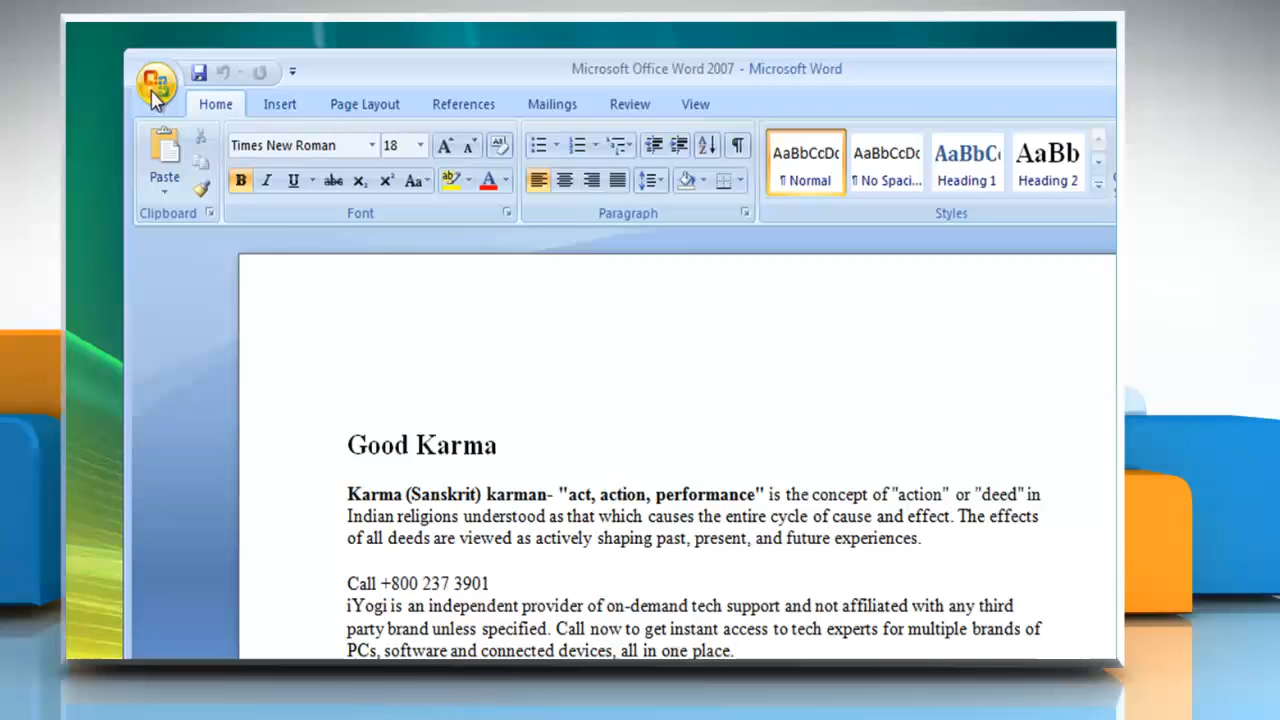 Microsoft Office Word 2007 - Microsoft Word
Home Insert Page Layout References Mailings Review View
Times New Roman 18
Paste
B I U abc X₂ X² Aa ab A
AaBbCcDc AaBbCcDc AaBbC AaBb
¶ Normal ¶ No Spaci... Heading 1 Heading 2
Clipboard Font Paragraph Styles
Good Karma
Karma (Sanskrit) karman- "act, action, performance" is the concept of "action" or "deed" in
Indian religions understood as that which causes the entire cycle of cause and effect. The effects
of all deeds are viewed as actively shaping past, present, and future experiences.
Call +800 237 3901
iYogi is an independent provider of on-demand tech support and not affiliated with any third
party brand unless specified. Call now to get instant access to tech experts for multiple brands of
PCs, software and connected devices, all in one place.